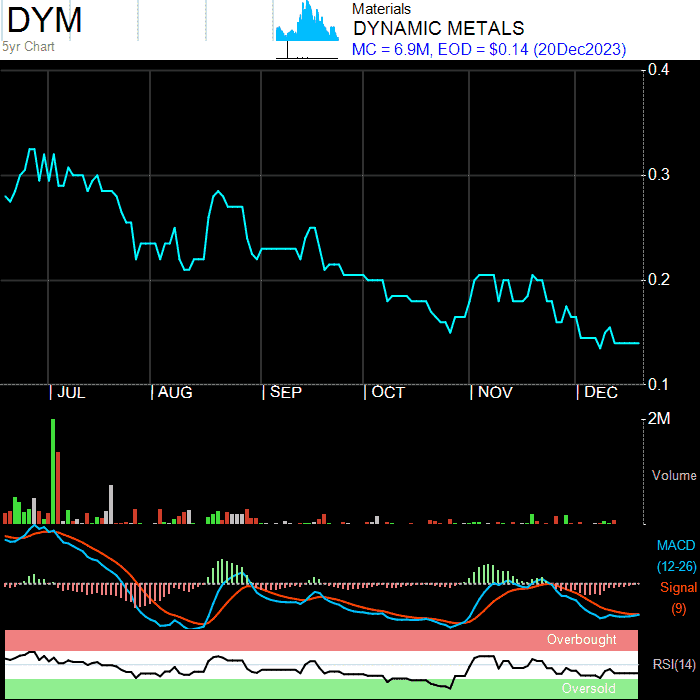 DYM
5yr Chart
Materials
DYNAMIC METALS
MC = 6.9M, EOD = $0.14 (20Dec2023)
0.4
0.3
0.2
0.1
| JUL | AUG | SEP | OCT | NOV | DEC
2M
Volume
MACD
(12-26)
Signal
(9)
Overbought
RSI(14)
Oversold